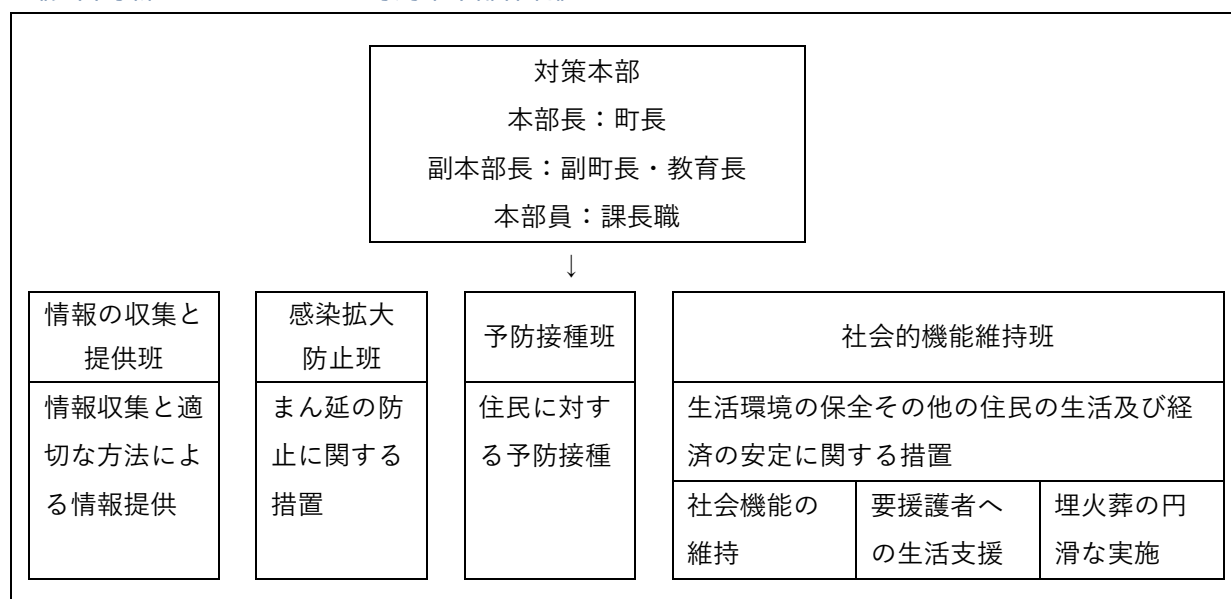 対策本部
本部長：町長
副本部長：副町長・教育長
本部員：課長職
↓
情報の収集と
提供班
情報収集と適
切な方法によ
る情報提供
感染拡大
防止班
まん延の防
止に関する
措置
予防接種班
住民に対す
る予防接種
社会的機能維持班
生活環境の保全その他の住民の生活及び経
済の安定に関する措置
社会機能の
維持
要援護者へ
の生活支援
埋火葬の円
滑な実施